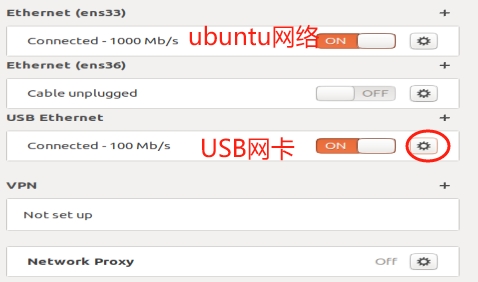 Ethernet (ens33) +
Connected - 1000 Mb/s ubuntu网络 ON
Ethernet (ens36) +
Cable unplugged OFF
USB Ethernet +
Connected - 100 Mb/s USB网卡 ON
VPN +
Not set up
Network Proxy Off